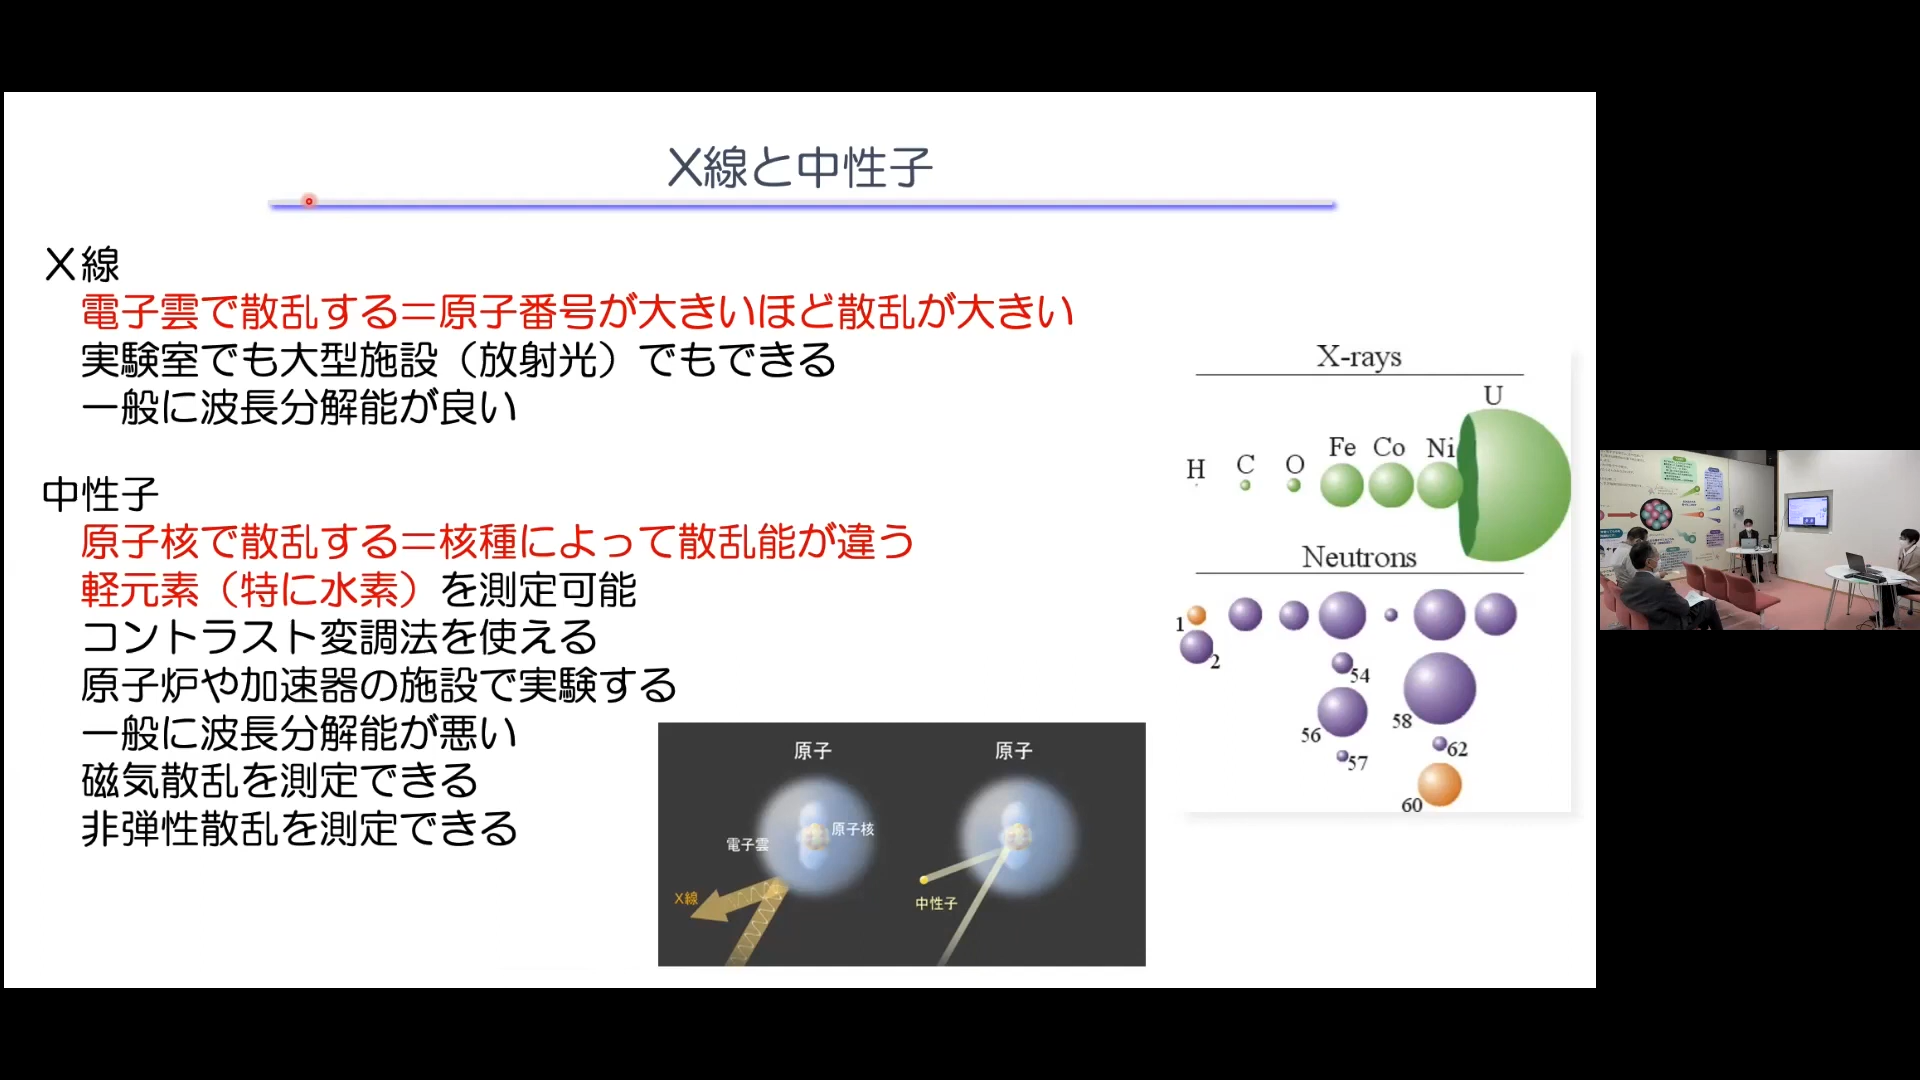 X線と中性子
X線
電子雲で散乱する＝原子番号が大きいほど散乱が大きい
実験室でも大型施設（放射光）でもできる
一般に波長分解能が良い
中性子
原子核で散乱する＝核種によって散乱能が違う
軽元素（特に水素）を測定可能
コントラスト変調法を使える
原子炉や加速器の施設で実験する
一般に波長分解能が悪い
磁気散乱を測定できる
非弾性散乱を測定できる
原子
原子
電子雲
原子核
X線
中性子
X-rays
U
H C O Fe Co Ni
Neutrons
1
2
54
56
57
58
62
60